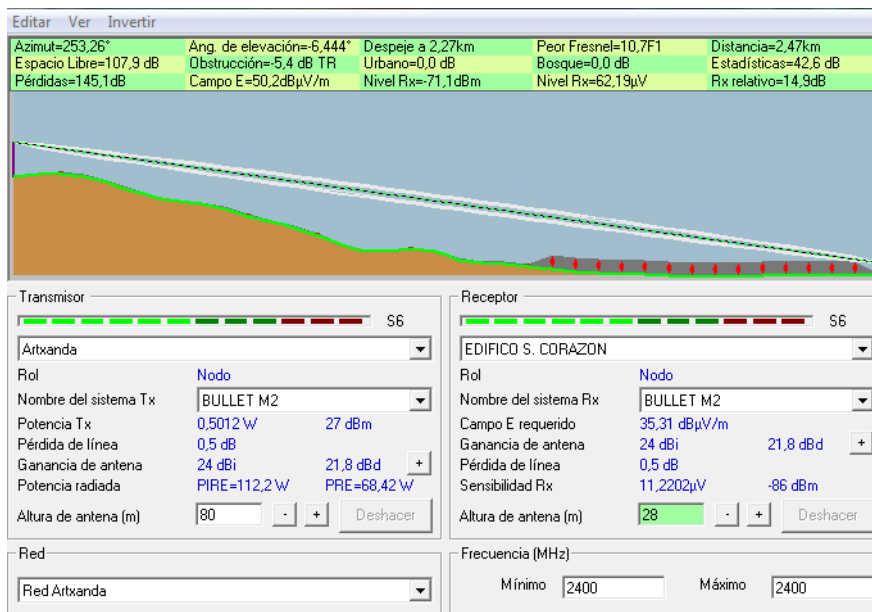 Editar Ver Invertir
Azimut=253,26° Ang. de elevación=-6,444° Despeje a 2,27km Peor Fresnel=10,7F1 Distancia=2,47km
Espacio Libre=107,9 dB Obstrucción=-5,4 dB TR Urbano=0,0 dB Bosque=0,0 dB Estadísticas=42,6 dB
Pérdidas=145,1dB Campo E=50,2dBµV/m Nivel Rx=-71,1dBm Nivel Rx=62,19µV Rx relativo=14,9dB
Transmisor
S6
Artxanda
Rol Nodo
Nombre del sistema Tx BULLET M2
Potencia Tx 0,5012 W 27 dBm
Pérdida de línea 0,5 dB
Ganancia de antena 24 dBi 21,8 dBd +
Potencia radiada PIRE=112,2 W PRE=68,42 W
Altura de antena (m) 80 - + Deshacer
Red
Red Artxanda
Receptor
S6
EDIFICO S. CORAZON
Rol Nodo
Nombre del sistema Rx BULLET M2
Campo E requerido 35,31 dBµV/m
Ganancia de antena 24 dBi 21,8 dBd +
Pérdida de línea 0,5 dB
Sensibilidad Rx 11,2202µV -86 dBm
Altura de antena (m) 28 - + Deshacer
Frecuencia (MHz)
Mínimo 2400 Máximo 2400